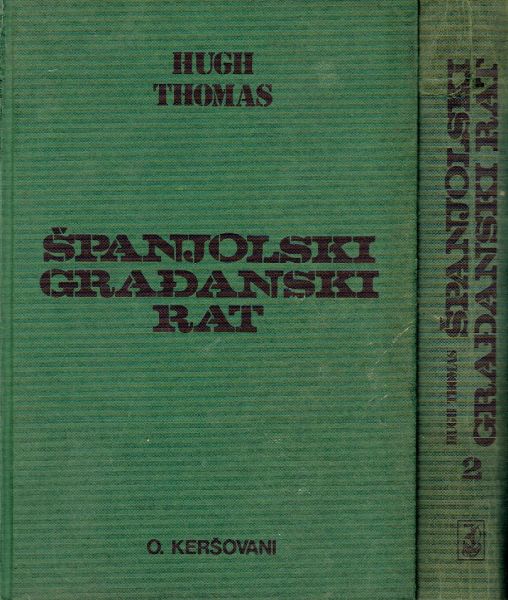 HUGH
THOMAS
ŠPANJOLSKI
GRAĐANSKI
RAT
O. KERŠOVANI
HUGH THOMAS ŠPANJOLSKI
2 GRAĐANSKI RAT